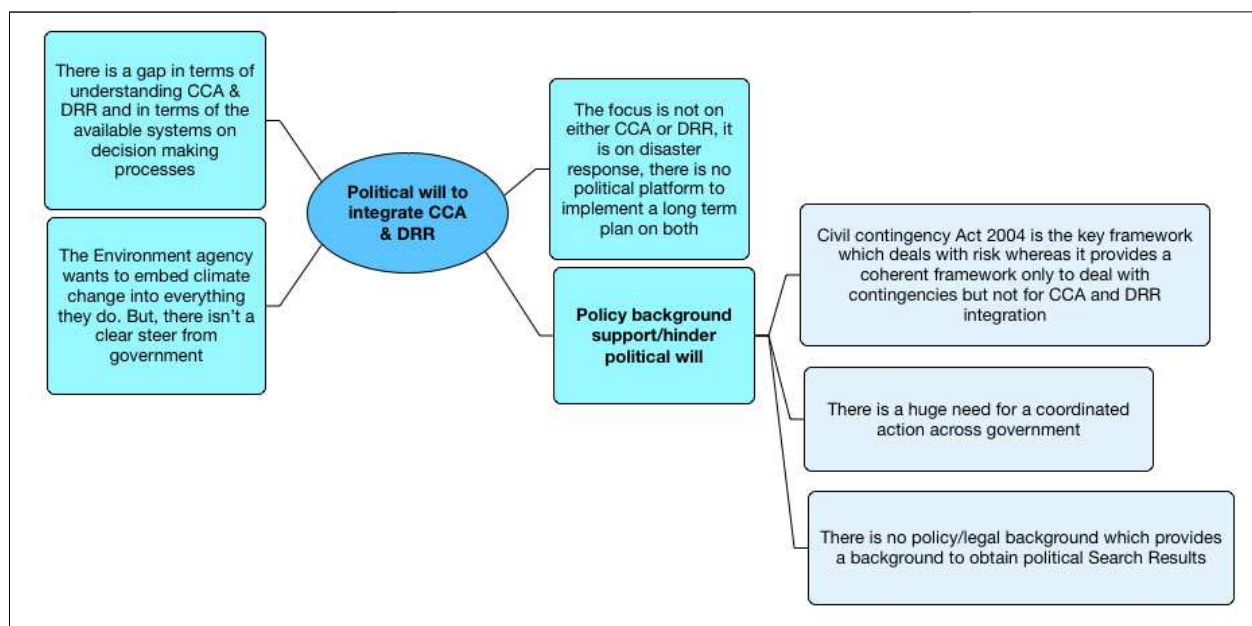 There is a gap in terms of
understanding CCA &
DRR and in terms of the
available systems on
decision making
processes
The Environment agency
wants to embed climate
change into everything
they do. But, there isn't a
clear steer from
government
Political will to
integrate CCA
& DRR
The focus is not on
either CCA or DRR, it
is on disaster
response, there is no
political platform to
implement a long term
plan on both
Policy background
support/hinder
political will
Civil contingency Act 2004 is the key framework
which deals with risk whereas it provides a
coherent framework only to deal with
contingencies but not for CCA and DRR
integration
There is a huge need for a coordinated
action across government
There is no policy/legal background which provides
a background to obtain political Search Results